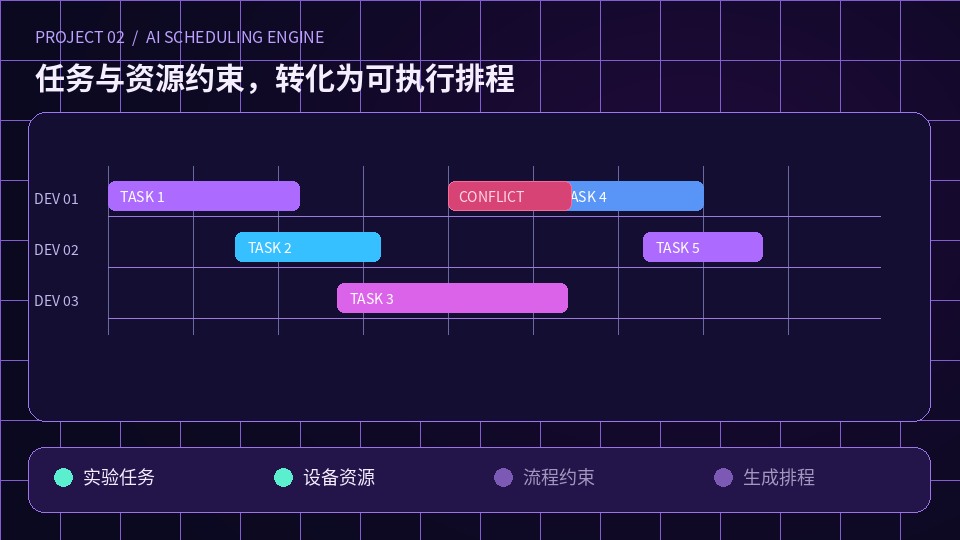 PROJECT 02 / AI SCHEDULING ENGINE
任务与资源约束，转化为可执行排程
DEV 01
TASK 1
CONFLICT
ASK 4
DEV 02
TASK 2
TASK 5
DEV 03
TASK 3
实验任务
设备资源
流程约束
生成排程